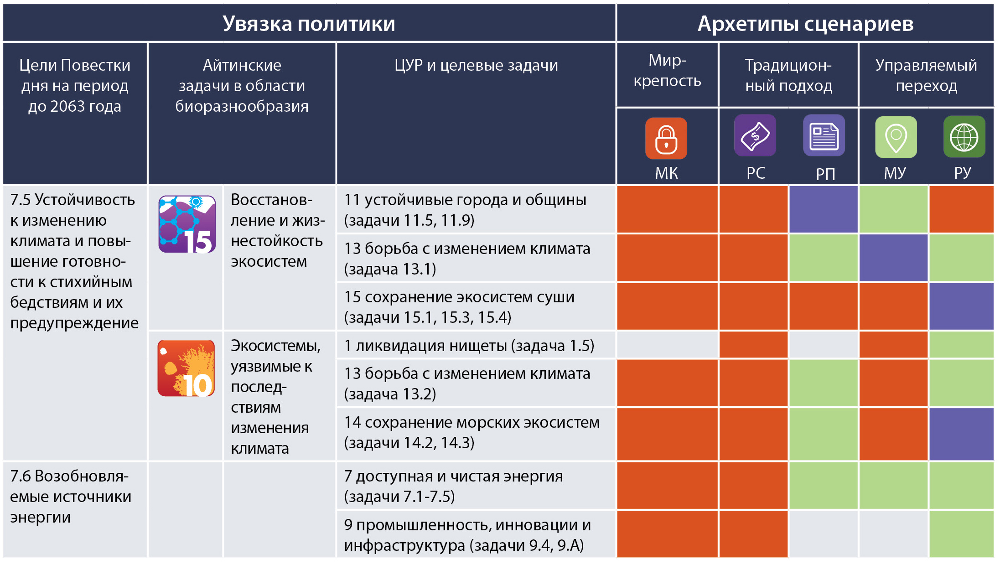 Увязка политики
Архетипы сценариев
Цели Повестки
дня на период
до 2063 года
Айтинские
задачи в области
биоразнообразия
ЦУР и целевые задачи
Мир-
крепость
Традицион-
ный подход
Управляемый
переход
$
МК
РС
РП
МУ
РУ
7.5 Устойчивость
к изменению
климата и повы-
шение готовно-
сти к стихийным
бедствиям и их
предупреждение
15
Восстанов-
ление и жиз-
нестойкость
экосистем
11 устойчивые города и общины
(задачи 11.5, 11.9)
13 борьба с изменением климата
(задача 13.1)
15 сохранение экосистем суши
(задачи 15.1, 15.3, 15.4)
10
Экосистемы,
уязвимые к
послед-
ствиям
изменения
климата
1 ликвидация нищеты (задача 1.5)
13 борьба с изменением климата
(задача 13.2)
14 сохранение морских экосистем
(задачи 14.2, 14.3)
7.6 Возобновля-
емые источники
энергии
7 доступная и чистая энергия
(задачи 7.1-7.5)
9 промышленность, инновации и
инфраструктура (задачи 9.4, 9.A)